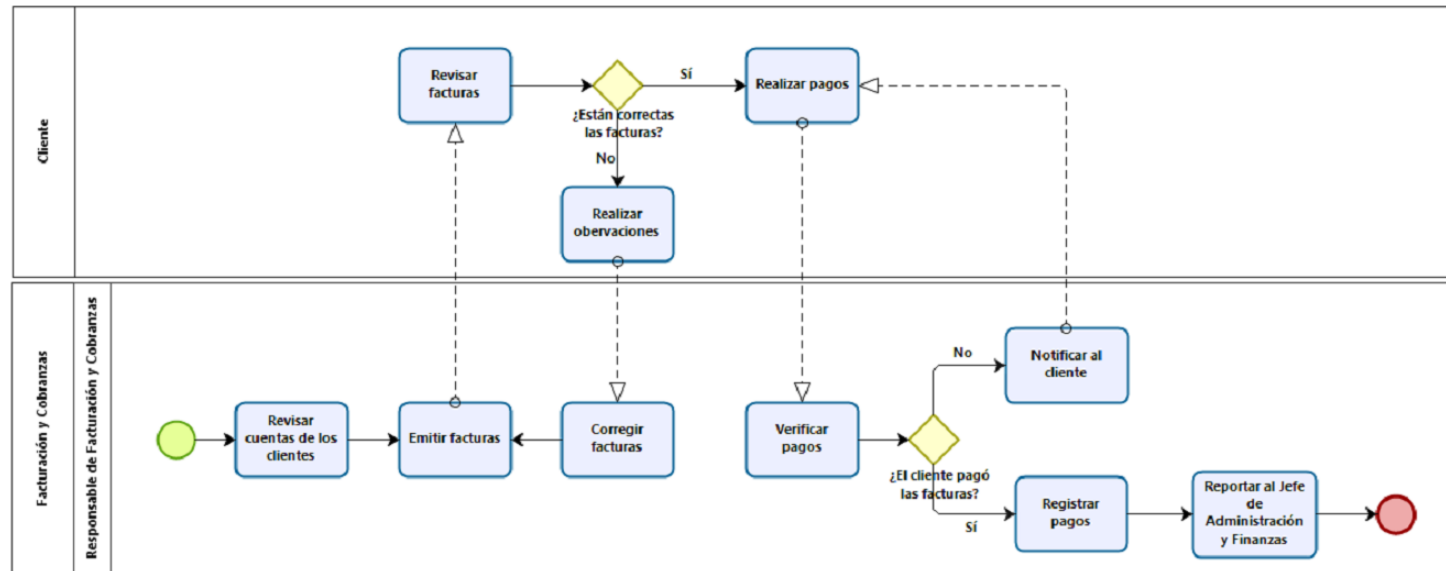 Cliente
Revisar
facturas
¿Están correctas
las facturas?
Sí
No
Realizar pagos
Realizar
obervaciones
Facturación y Cobranzas
Responsable de Facturación y Cobranzas
Revisar
cuentas de los
clientes
Emitir facturas
Corregir
facturas
Verificar
pagos
¿El cliente pagó
las facturas?
No
Notificar al
cliente
Sí
Registrar
pagos
Reportar al Jefe
de
Administración
y Finanzas